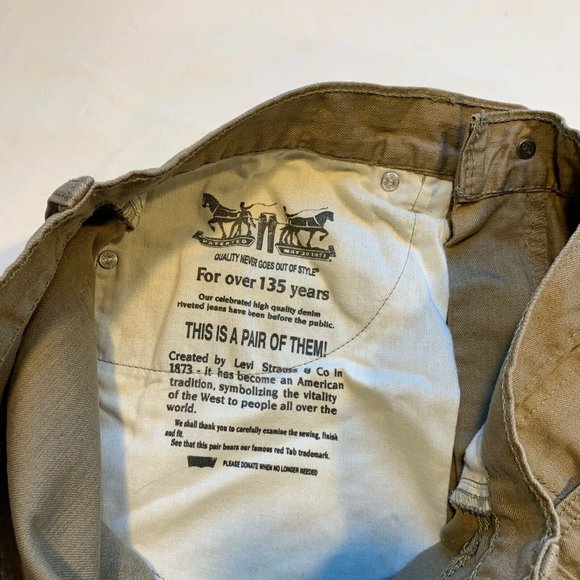 PATENTED MAY 20 1873
QUALITY NEVER GOES OUT OF STYLE®
For over 135 years
Our celebrated high quality denim
riveted jeans have been before the public.
THIS IS A PAIR OF THEM!
Created by Levi Strauss & Co in
1873 - it has become an American
tradition, symbolizing the vitality
of the West to people all over the
world.
We shall thank you to carefully examine the sewing, finish
and fit.
See that this pair bears our famous red Tab trademark.
PLEASE DONATE WHEN NO LONGER NEEDED